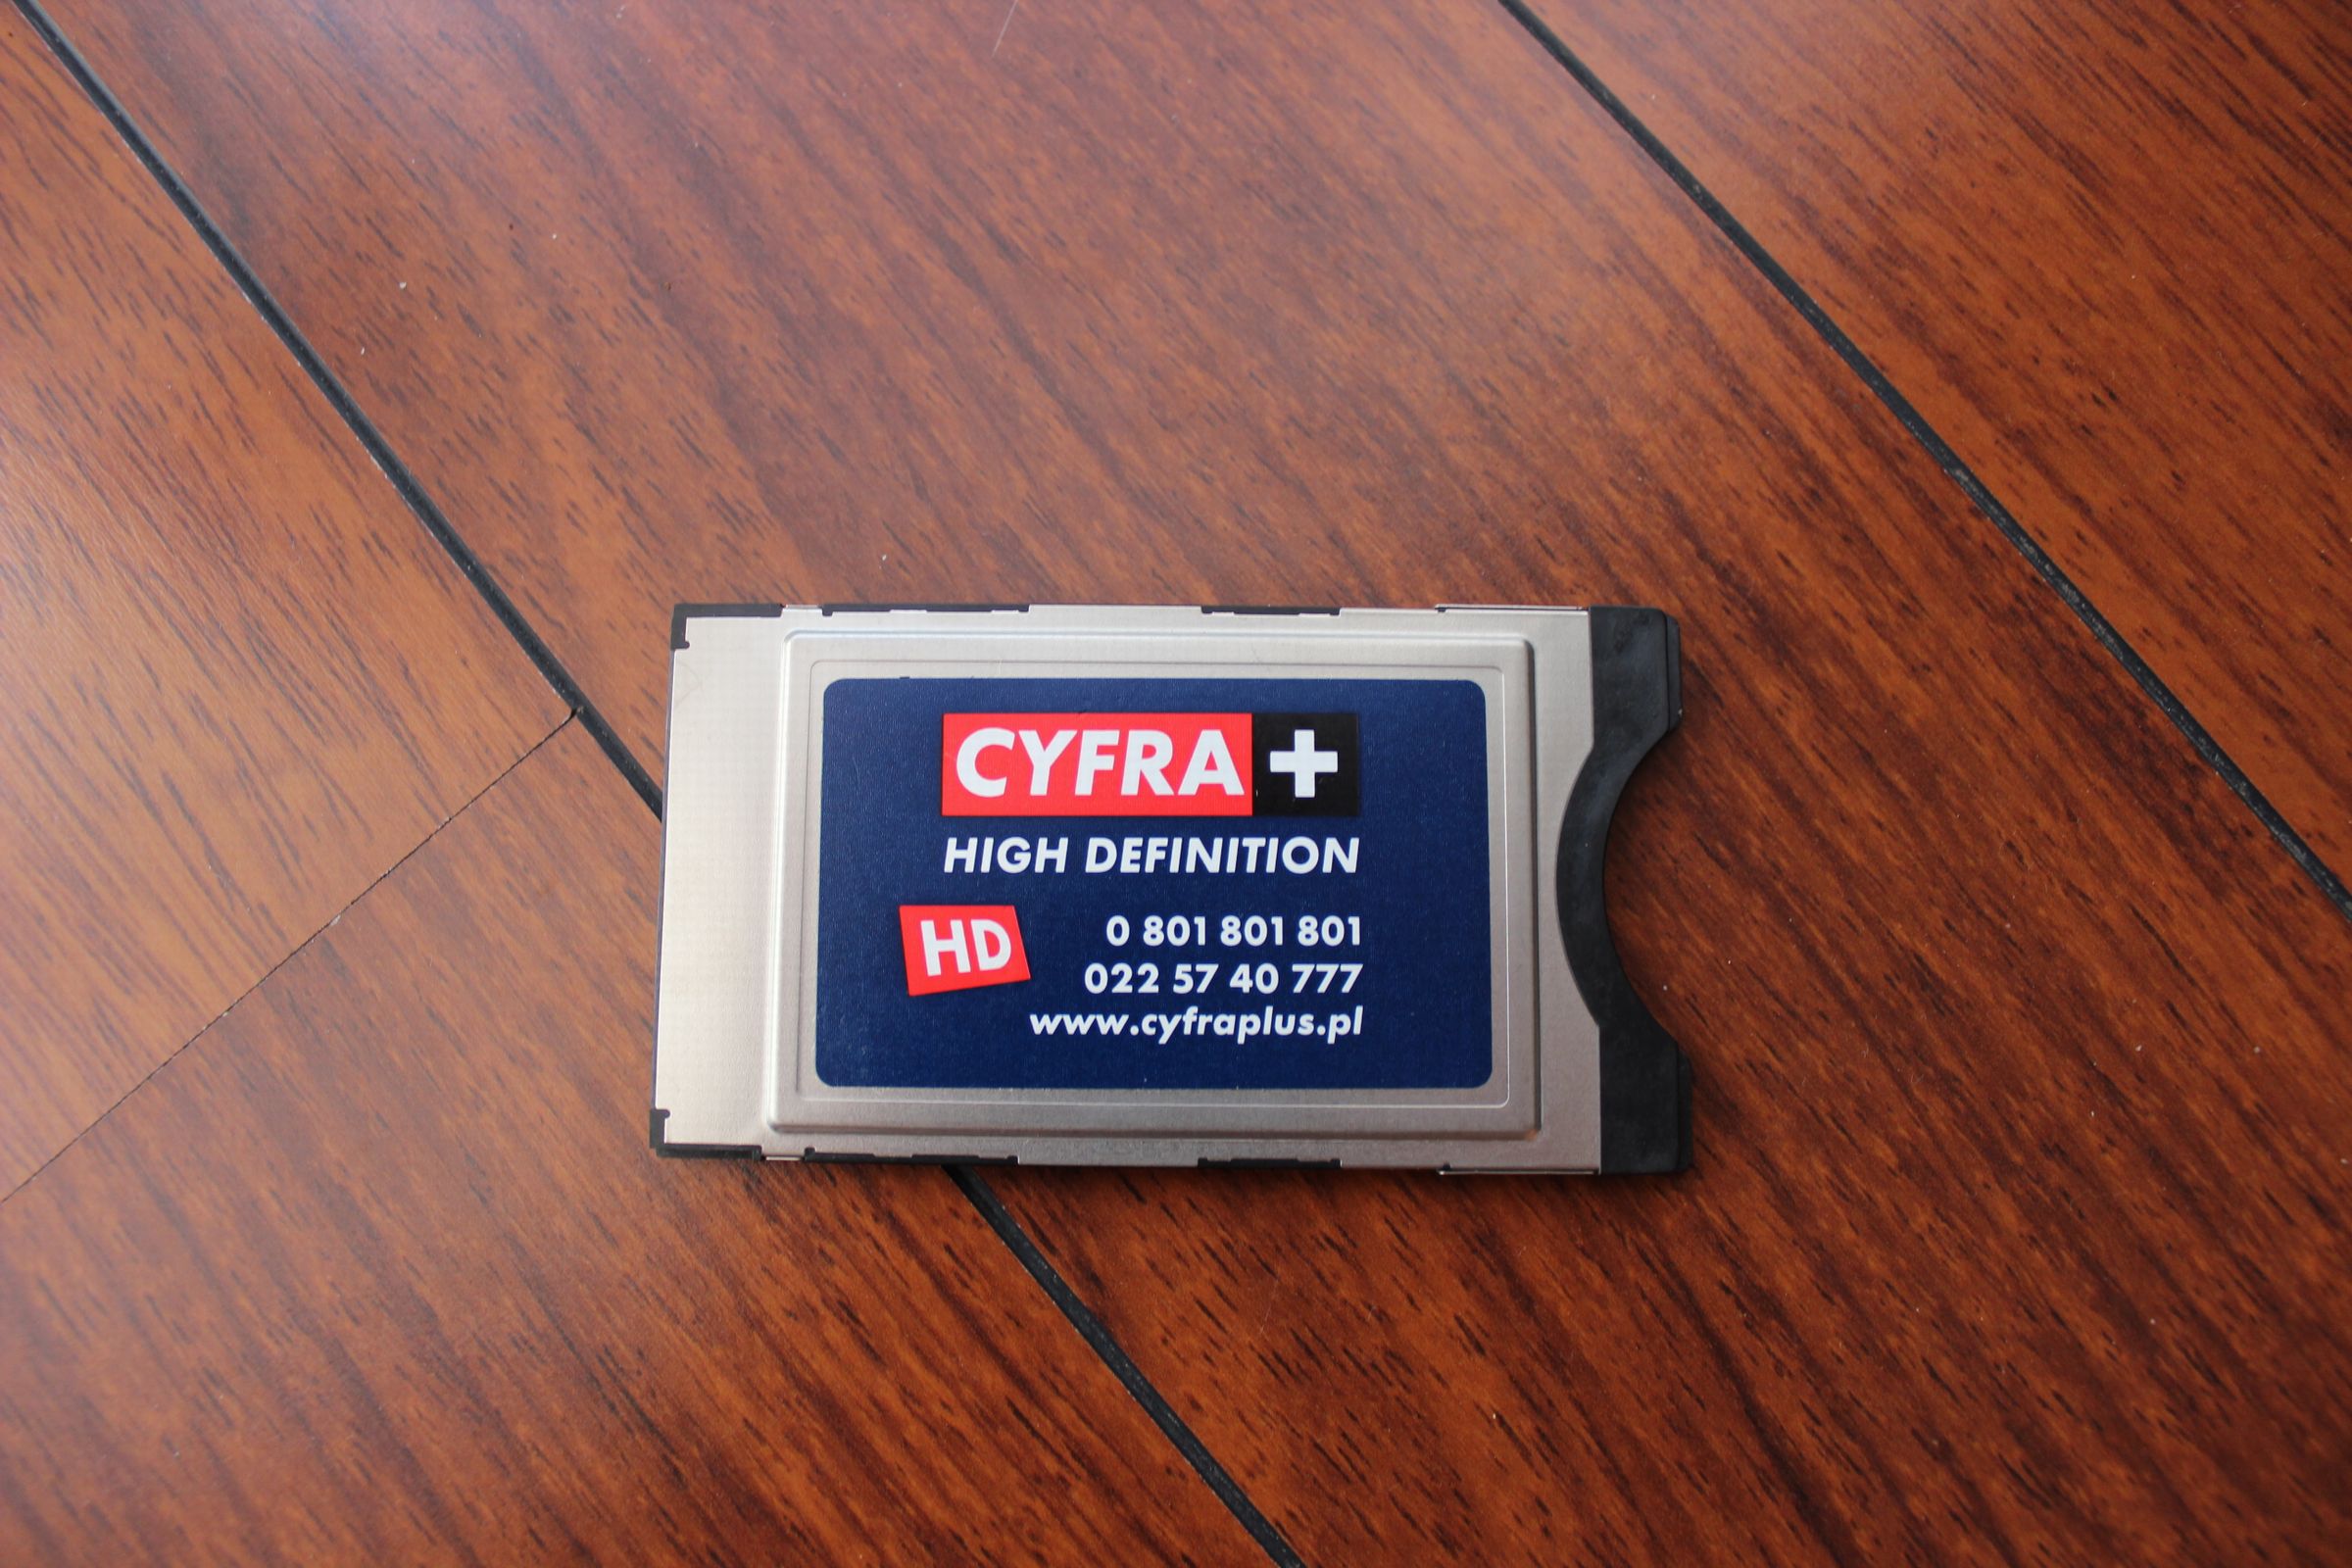 CYFRA+
HIGH DEFINITION
HD
0 801 801 801
022 57 40 777
www.cyfraplus.pl